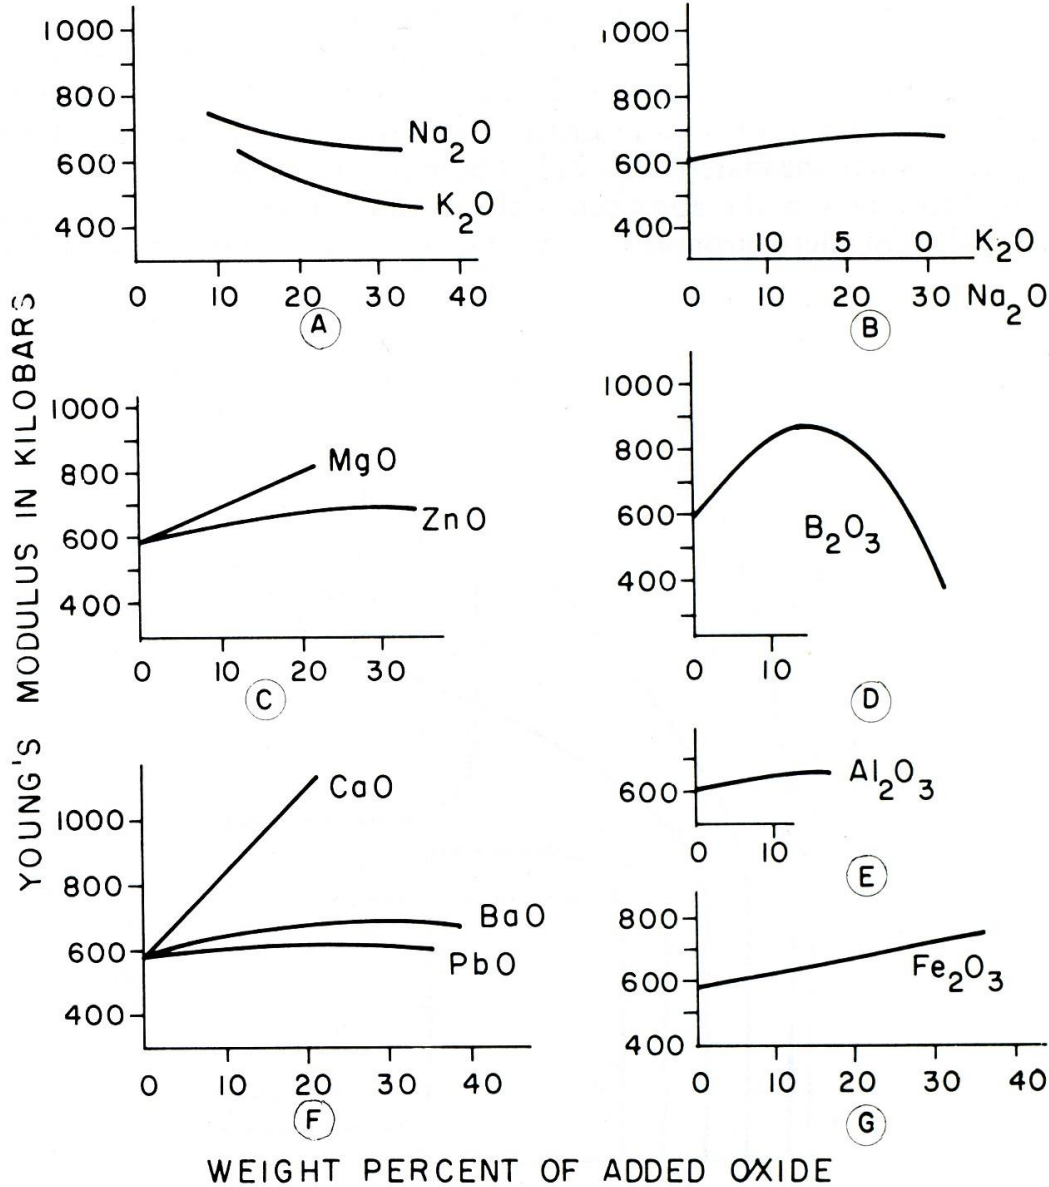 YOUNG'S MODULUS IN KILOBARS
1000
800
600
400
Na2O
K2O
0 10 20 30 40
A
1000
800
600
400
10 5 0 K2O
0 10 20 30 Na2O
B
1000
800
600
400
MgO
ZnO
0 10 20 30
C
1000
800
600
400
B2O3
0 10
D
600
Al2O3
0 10
E
1000
800
600
400
CaO
BaO
PbO
0 10 20 30 40
F
800
600
400
Fe2O3
0 10 20 30 40
G
WEIGHT PERCENT OF ADDED OXIDE